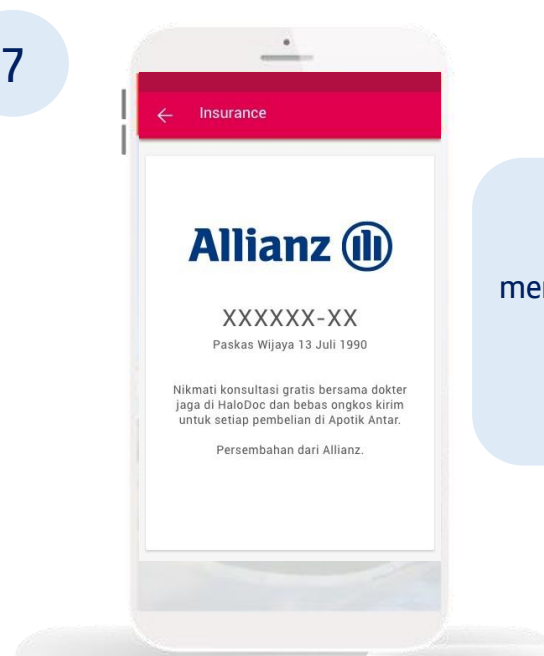 7
Insurance
Allianz
XXXXXX-XX
Paskas Wijaya 13 Juli 1990
Nikmati konsultasi gratis bersama dokter
jaga di HaloDoc dan bebas ongkos kirim
untuk setiap pembelian di Apotik Antar.
Persembahan dari Allianz.